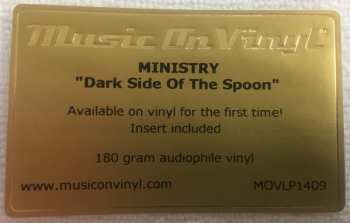 Music On Vinyl
MINISTRY
"Dark Side Of The Spoon"
Available on vinyl for the first time!
Insert included
180 gram audiophile vinyl
www.musiconvinyl.com MOVLP1409